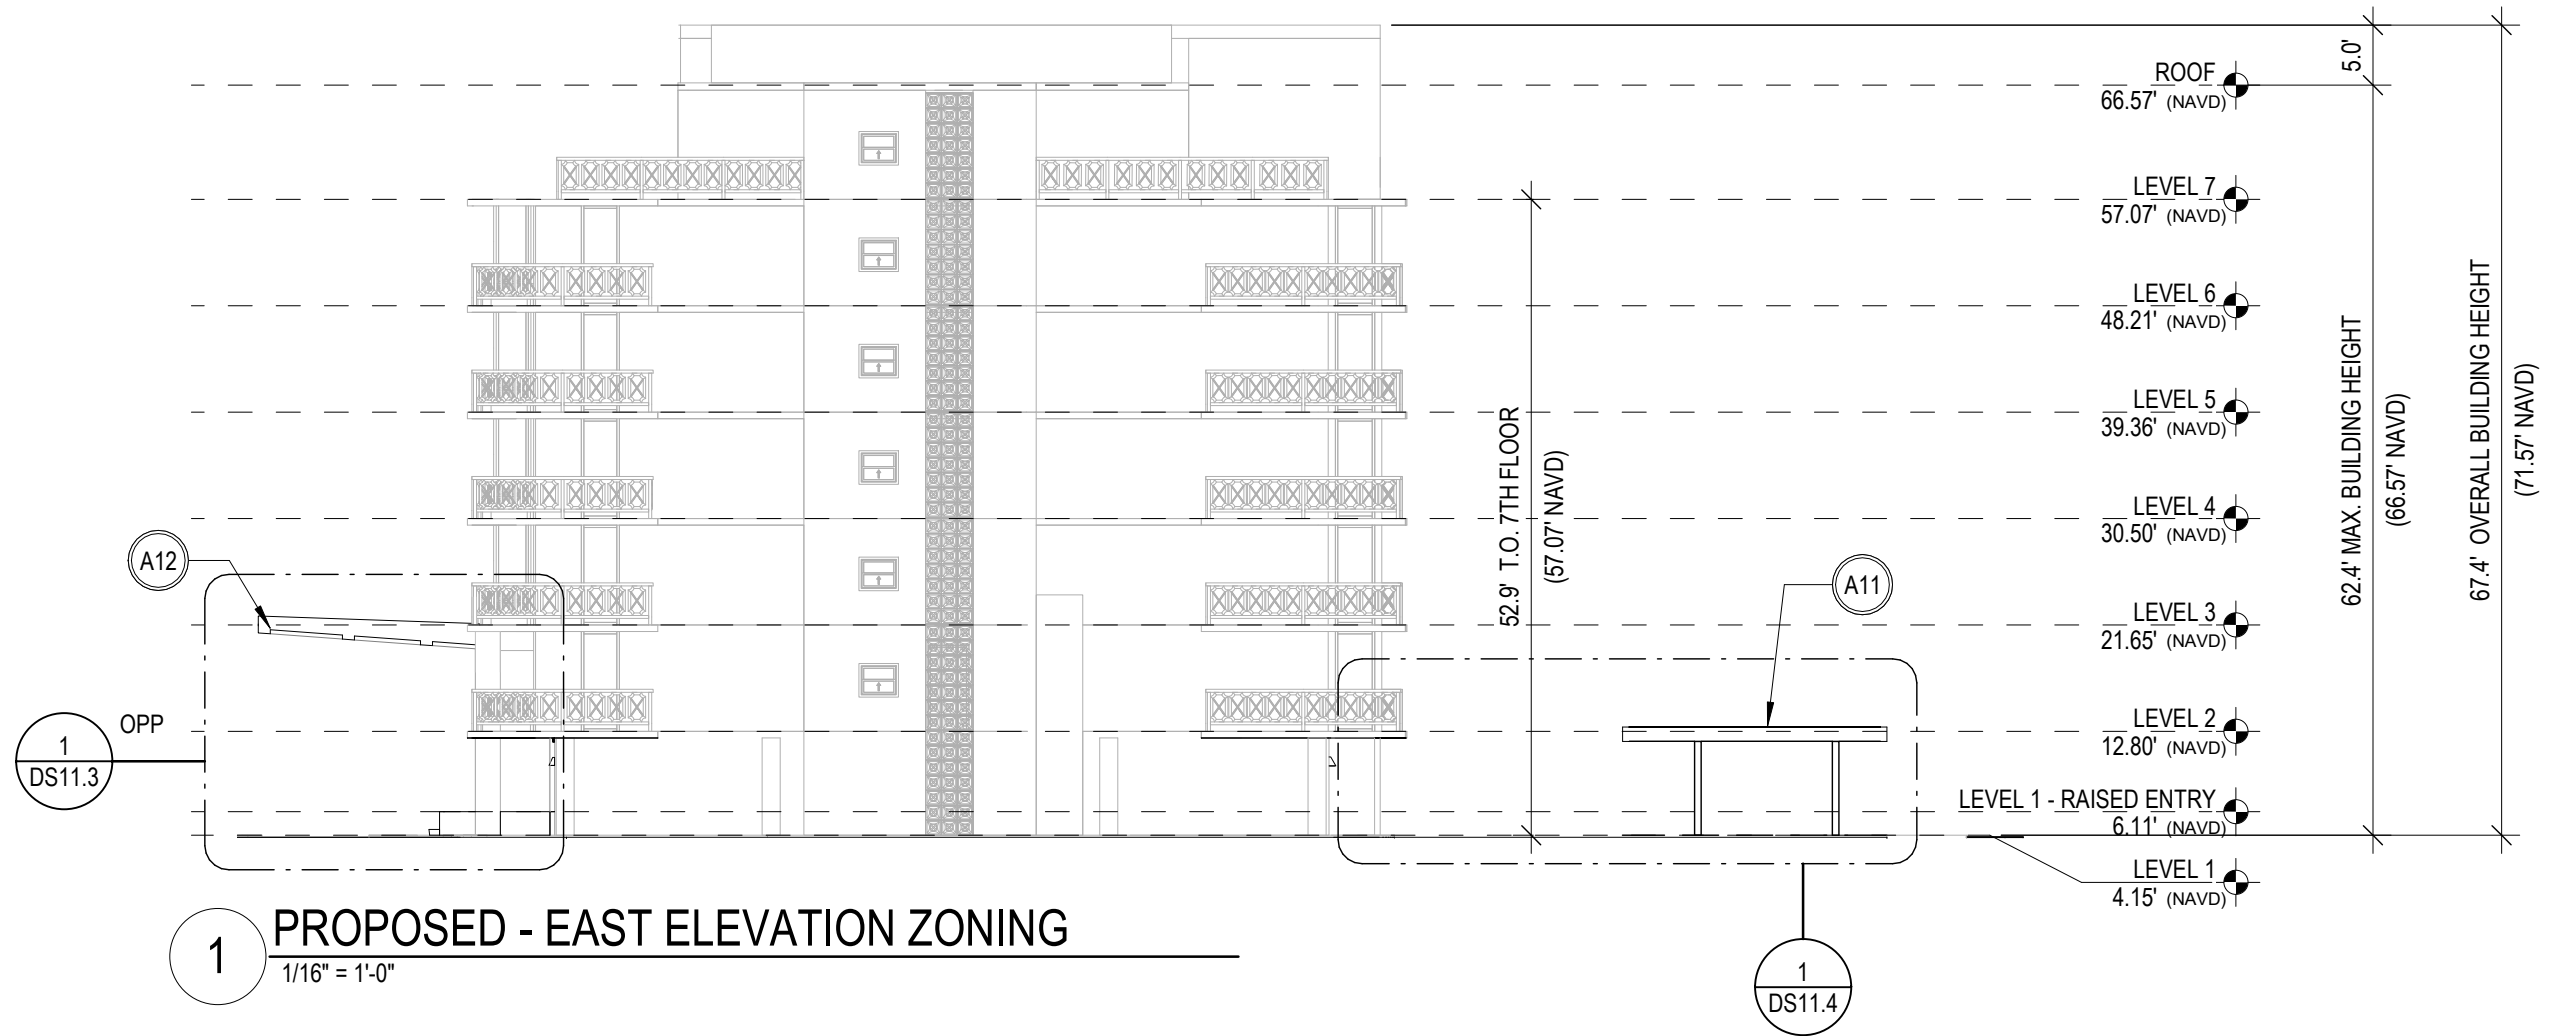 5.0'
ROOF
66.57' (NAVD)
LEVEL 7
57.07' (NAVD)
LEVEL 6
48.21' (NAVD)
LEVEL 5
39.36' (NAVD)
LEVEL 4
30.50' (NAVD)
LEVEL 3
21.65' (NAVD)
LEVEL 2
12.80' (NAVD)
LEVEL 1 - RAISED ENTRY
6.11' (NAVD)
LEVEL 1
4.15' (NAVD)
52.9' T.O. 7TH FLOOR
(57.07' NAVD)
62.4' MAX. BUILDING HEIGHT
(66.57' NAVD)
67.4' OVERALL BUILDING HEIGHT
(71.57' NAVD)
A12
A11
OPP
1
DS11.3
1
DS11.4
1
PROPOSED - EAST ELEVATION ZONING
1/16" = 1'-0"